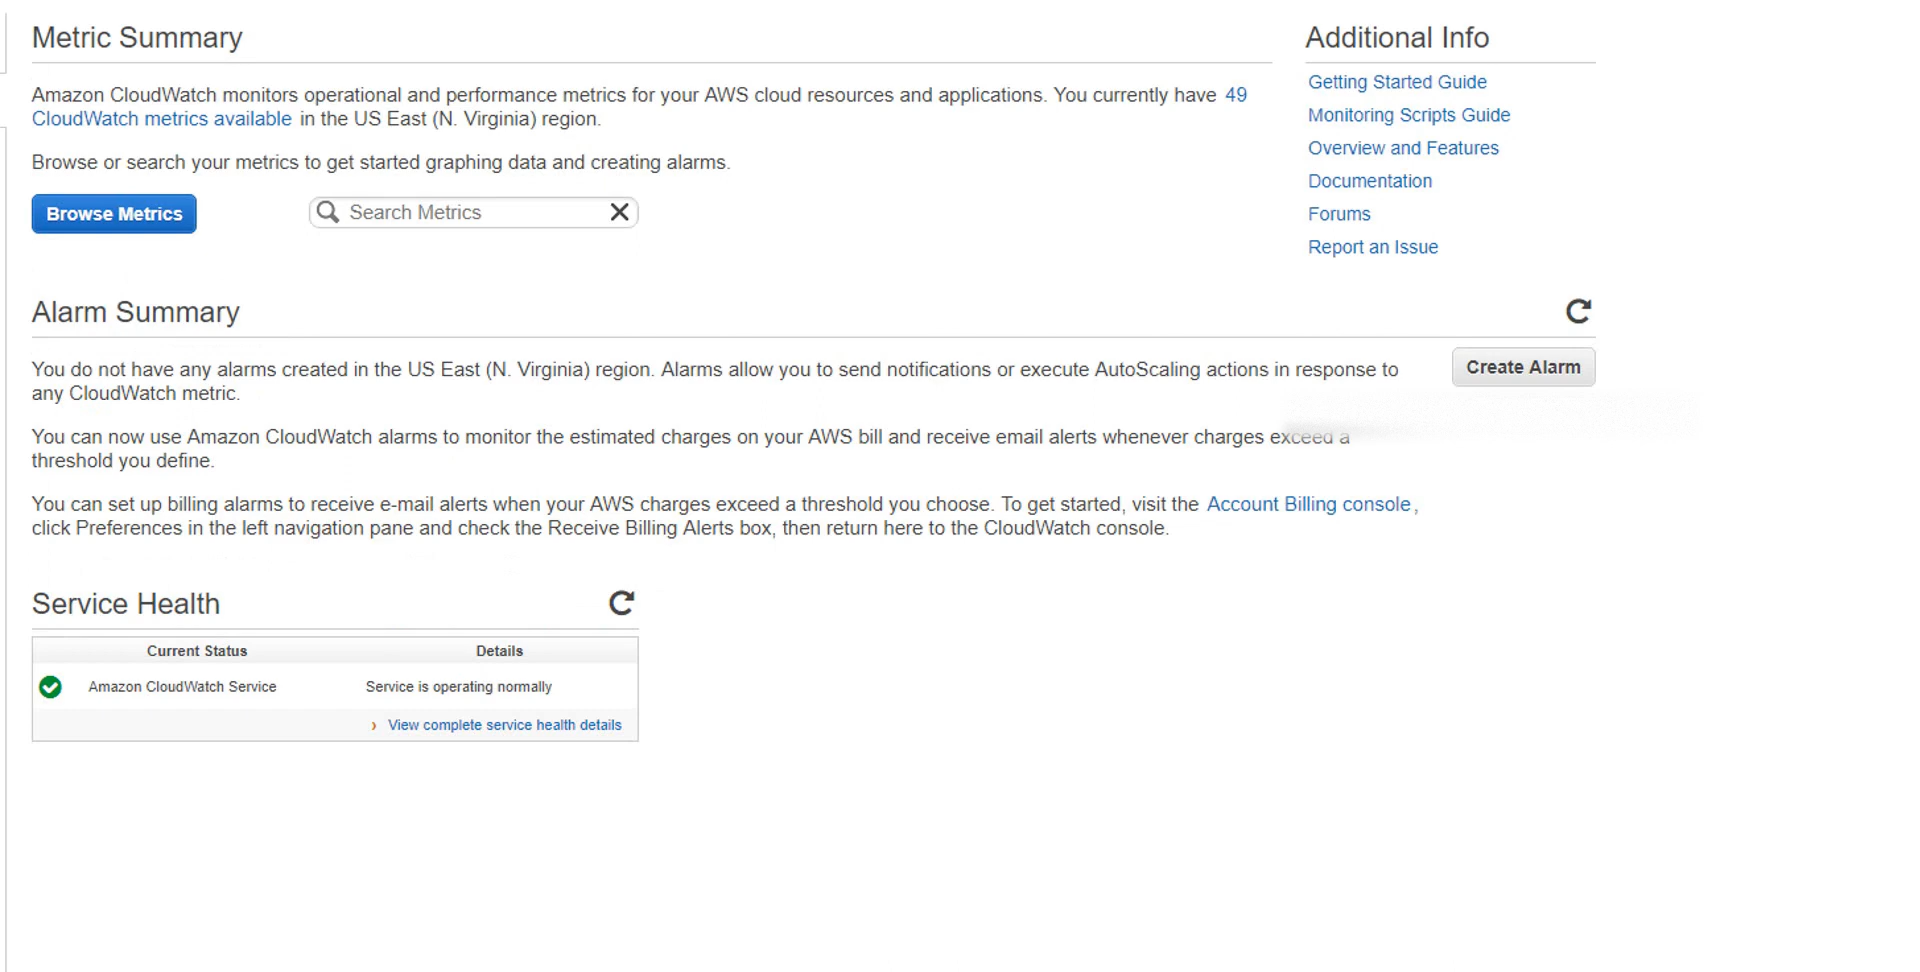 Metric Summary
Amazon CloudWatch monitors operational and performance metrics for your AWS cloud resources and applications. You currently have 49
CloudWatch metrics available in the US East (N. Virginia) region.
Browse or search your metrics to get started graphing data and creating alarms.
Browse Metrics
Search Metrics
Additional Info
Getting Started Guide
Monitoring Scripts Guide
Overview and Features
Documentation
Forums
Report an Issue
Alarm Summary
You do not have any alarms created in the US East (N. Virginia) region. Alarms allow you to send notifications or execute AutoScaling actions in response to
any CloudWatch metric.
Create Alarm
You can now use Amazon CloudWatch alarms to monitor the estimated charges on your AWS bill and receive email alerts whenever charges exceed a
threshold you define.
You can set up billing alarms to receive e-mail alerts when your AWS charges exceed a threshold you choose. To get started, visit the Account Billing console,
click Preferences in the left navigation pane and check the Receive Billing Alerts box, then return here to the CloudWatch console.
Service Health
Current Status Details
Amazon CloudWatch Service Service is operating normally
› View complete service health details